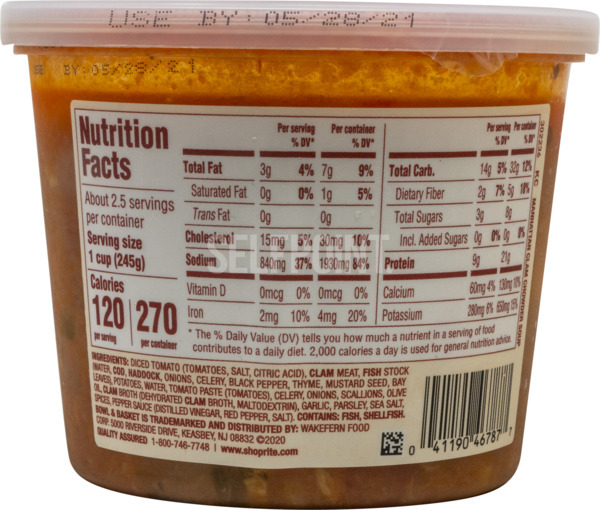 USE BY:05/28/21
SE BY:05/28/21
Nutrition
Facts
About 2.5 servings
per container
Serving size
1 cup (245g)
Calories
120 per serving
270 per container
Per serving % DV* Per container % DV*
Total Fat 3g 4% 7g 9%
Saturated Fat 0g 0% 1g 5%
Trans Fat 0g 0g
Cholesterol 15mg 5% 30mg 10%
Sodium 840mg 37% 1930mg 84%
Vitamin D 0mcg 0% 0mcg 0%
Iron 2mg 10% 4mg 20%
Per serving % DV* Per container % DV*
Total Carb. 14g 5% 32g 12%
Dietary Fiber 2g 7% 5g 18%
Total Sugars 3g 8g
Incl. Added Sugars 0g 0% 0g 0%
Protein 9g 21g
Calcium 60mg 4% 130mg 10%
Potassium 280mg 6% 650mg 15%
* The % Daily Value (DV) tells you how much a nutrient in a serving of food
contributes to a daily diet. 2,000 calories a day is used for general nutrition advice.
3022236 KC MANHATTAN CLAM CHOWDER SOUP
INGREDIENTS: DICED TOMATO (TOMATOES, SALT, CITRIC ACID), CLAM MEAT, FISH STOCK
(WATER, COD, HADDOCK, ONIONS, CELERY, BLACK PEPPER, THYME, MUSTARD SEED, BAY
LEAVES), POTATOES, WATER, TOMATO PASTE (TOMATOES), CELERY, ONIONS, SCALLIONS, OLIVE
OIL, CLAM BROTH (DEHYDRATED CLAM BROTH, MALTODEXTRIN), GARLIC, PARSLEY, SEA SALT,
SPICES, PEPPER SAUCE (DISTILLED VINEGAR, RED PEPPER, SALT). CONTAINS: FISH, SHELLFISH.
BOWL & BASKET IS TRADEMARKED AND DISTRIBUTED BY: WAKEFERN FOOD
CORP. 5000 RIVERSIDE DRIVE, KEASBEY, NJ 08832 ©2020
QUALITY ASSURED 1-800-746-7748 | www.shoprite.com
0 41190 46787 7